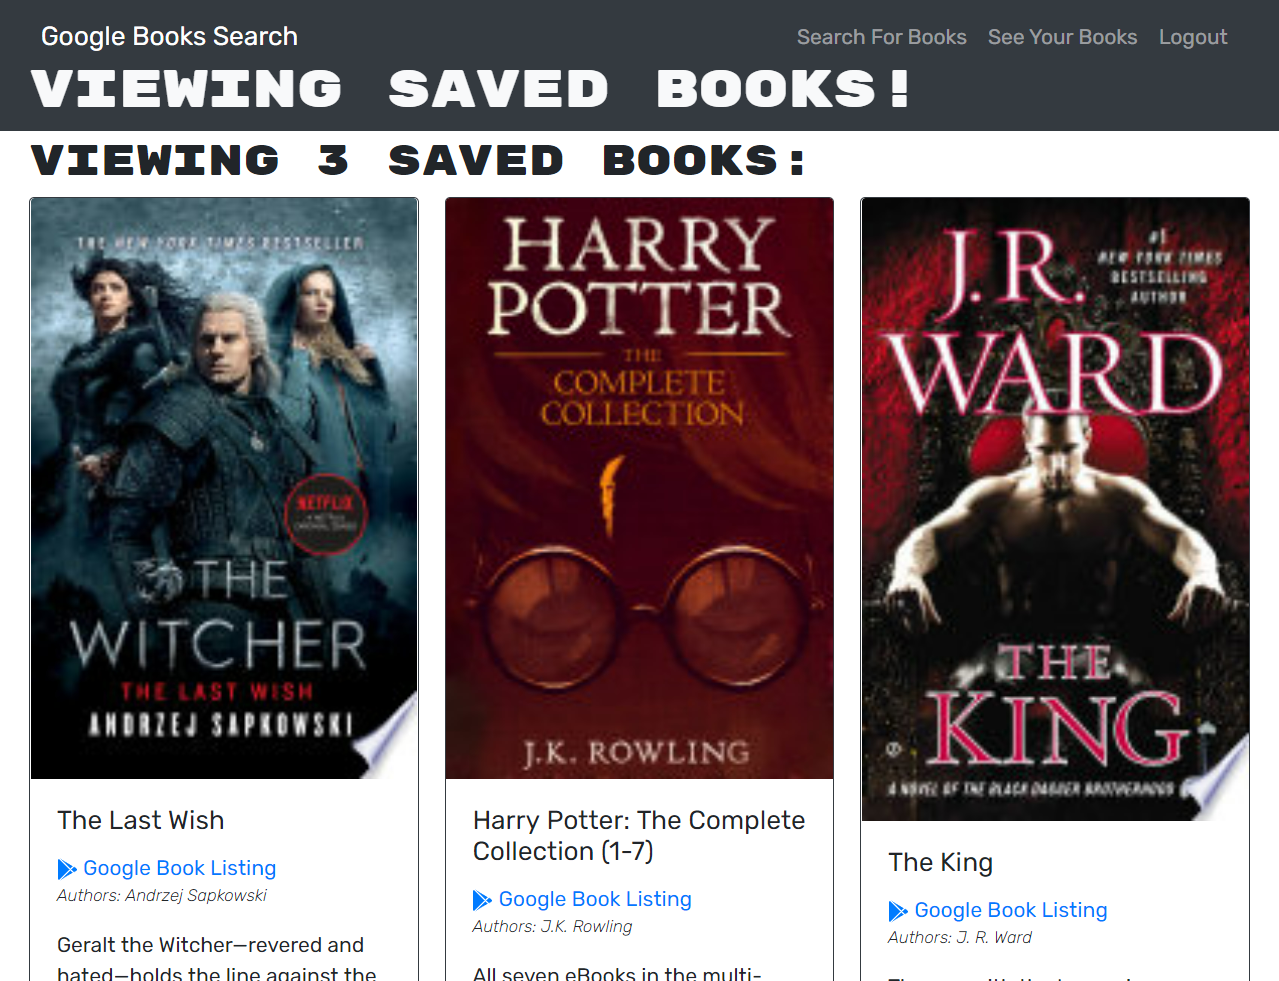 Google Books Search
Search For Books See Your Books Logout
VIEWING SAVED BOOKS!
VIEWING 3 SAVED BOOKS:
THE NEW YORK TIMES BESTSELLER
NETFLIX
THE
WITCHER
THE LAST WISH
ANDRZEJ SAPKOWSKI
The Last Wish
Google Book Listing
Authors: Andrzej Sapkowski
Geralt the Witcher—revered and
hated—holds the line against the
HARRY
POTTER
THE
COMPLETE
COLLECTION
J.K. ROWLING
Harry Potter: The Complete
Collection (1-7)
Google Book Listing
Authors: J.K. Rowling
All seven eBooks in the multi-
J.R.
#1
NEW YORK TIMES
BESTSELLING
AUTHOR
WARD
THE
KING
A NOVEL OF THE BLACK DAGGER BROTHERHOOD
The King
Google Book Listing
Authors: J. R. Ward